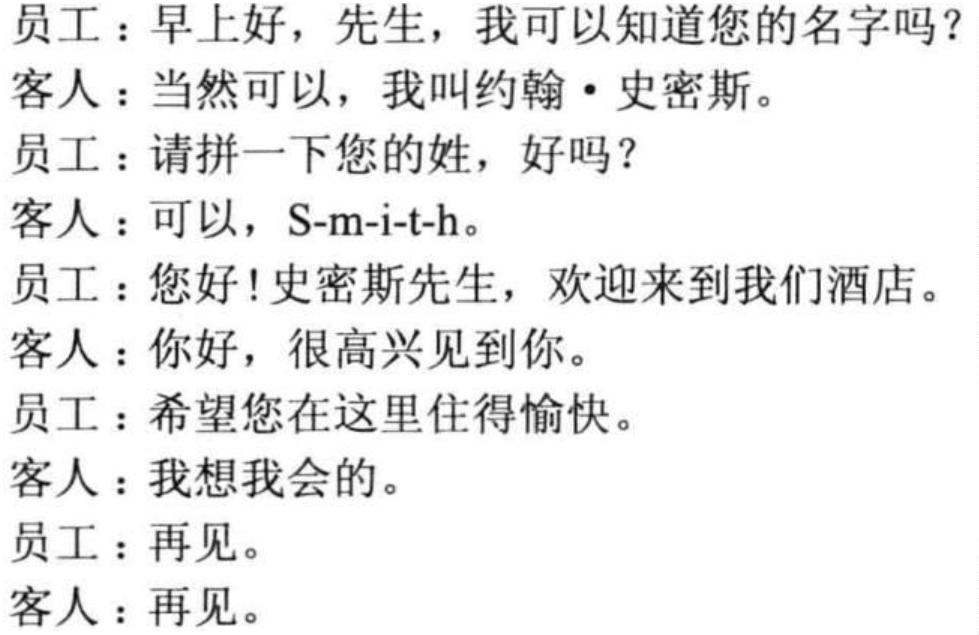 员工：早上好，先生，我可以知道您的名字吗？
客人：当然可以，我叫约翰・史密斯。
员工：请拼一下您的姓，好吗？
客人：可以，S-m-i-t-h。
员工：您好！史密斯先生，欢迎来到我们酒店。
客人：你好，很高兴见到你。
员工：希望您在这里住得愉快。
客人：我想我会的。
员工：再见。
客人：再见。